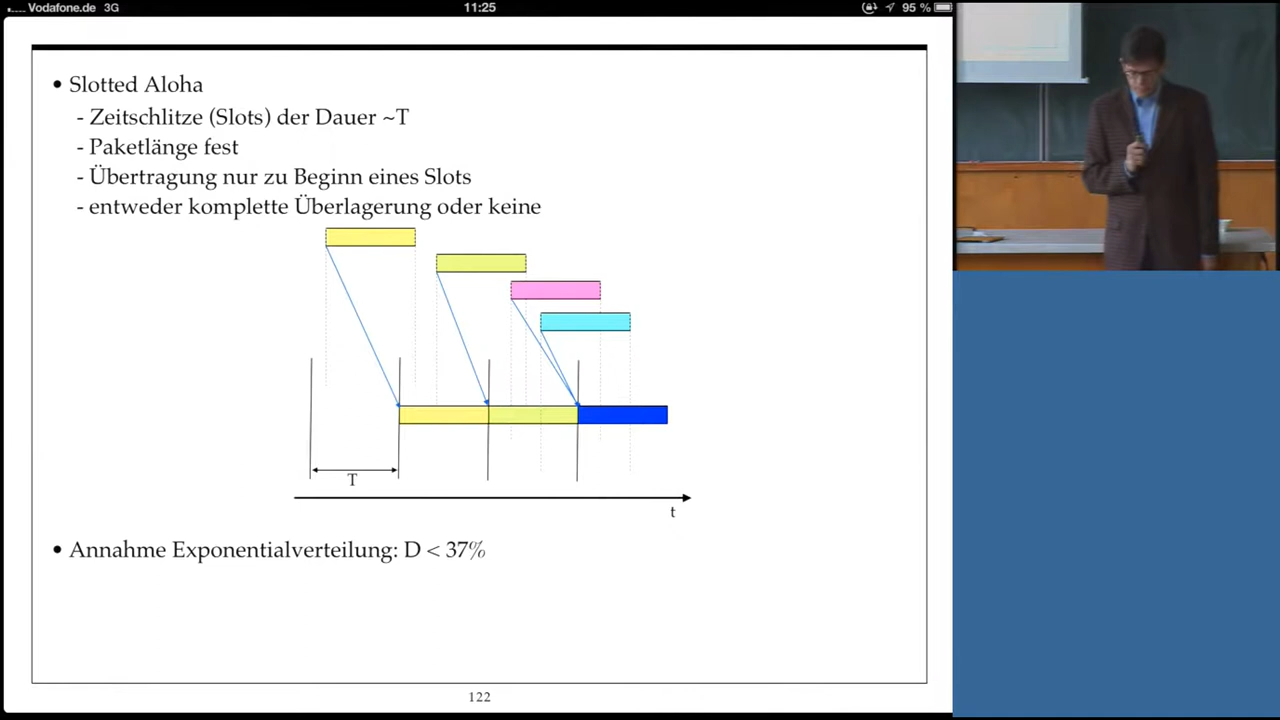 Vodafone.de 3G 11:25 95 %
• Slotted Aloha
- Zeitschlitze (Slots) der Dauer ~T
- Paketlänge fest
- Übertragung nur zu Beginn eines Slots
- entweder komplette Überlagerung oder keine
T
t
• Annahme Exponentialverteilung: D < 37%
122